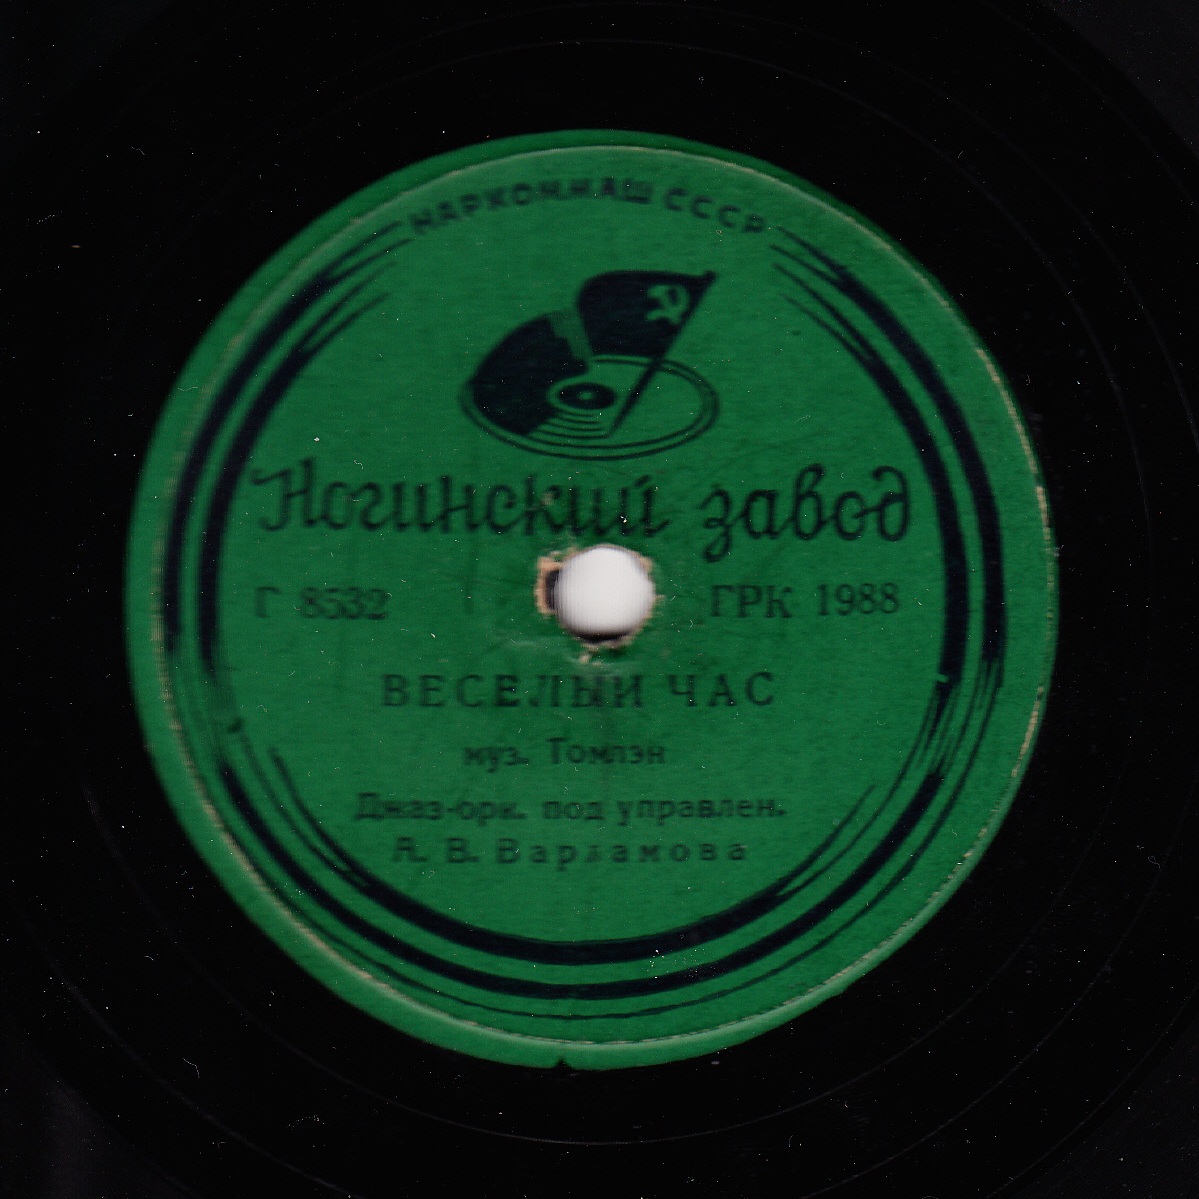 НАРКОММАШ СССР
Ногинский завод
Г 8532 ГРК 1988
ВЕСЕЛЫЙ ЧАС
муз. Томлэн
Джаз-орк. под управлен.
А. В. Варламова